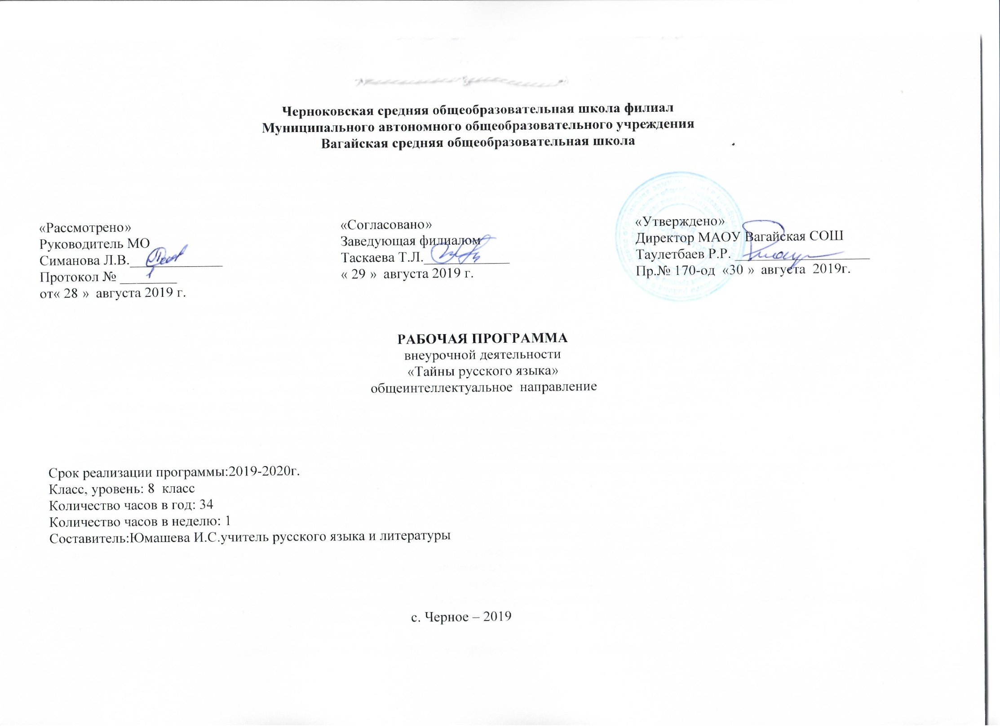 Черноковская средняя общеобразовательная школа филиал
Муниципального автономного общеобразовательного учреждения
Вагайская средняя общеобразовательная школа
«Рассмотрено»
Руководитель МО
Симанова Л.В.
Протокол № 1
от« 28 » августа 2019 г.
«Согласовано»
Заведующая филиалом
Таскаева Т.Л.
« 29 » августа 2019 г.
«Утверждено»
Директор МАОУ Вагайская СОШ
Таулетбаев Р.Р.
Пр.№ 170-од «30 » августа 2019г.
РАБОЧАЯ ПРОГРАММА
внеурочной деятельности
«Тайны русского языка»
общеинтеллектуальное направление
Срок реализации программы:2019-2020г.
Класс, уровень: 8 класс
Количество часов в год: 34
Количество часов в неделю: 1
Составитель:Юмашева И.С.учитель русского языка и литературы
с. Черное – 2019